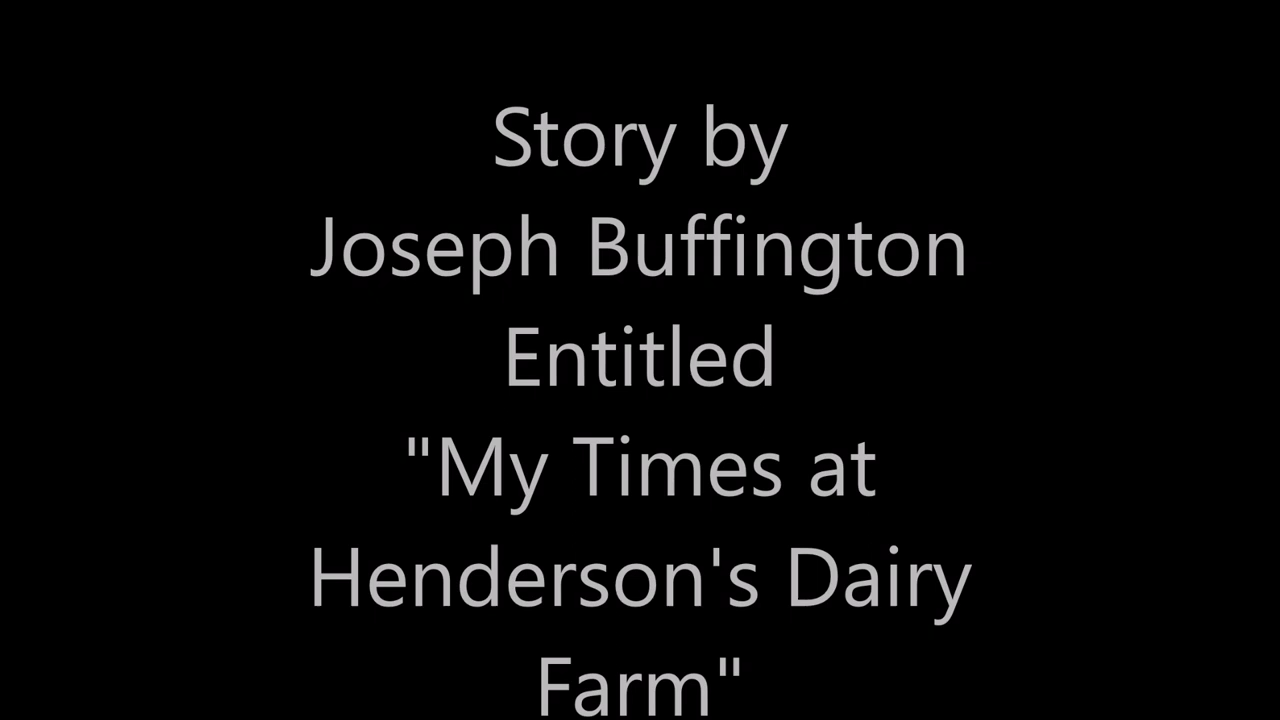 Story by
Joseph Buffington
Entitled
"My Times at
Henderson's Dairy
Farm"